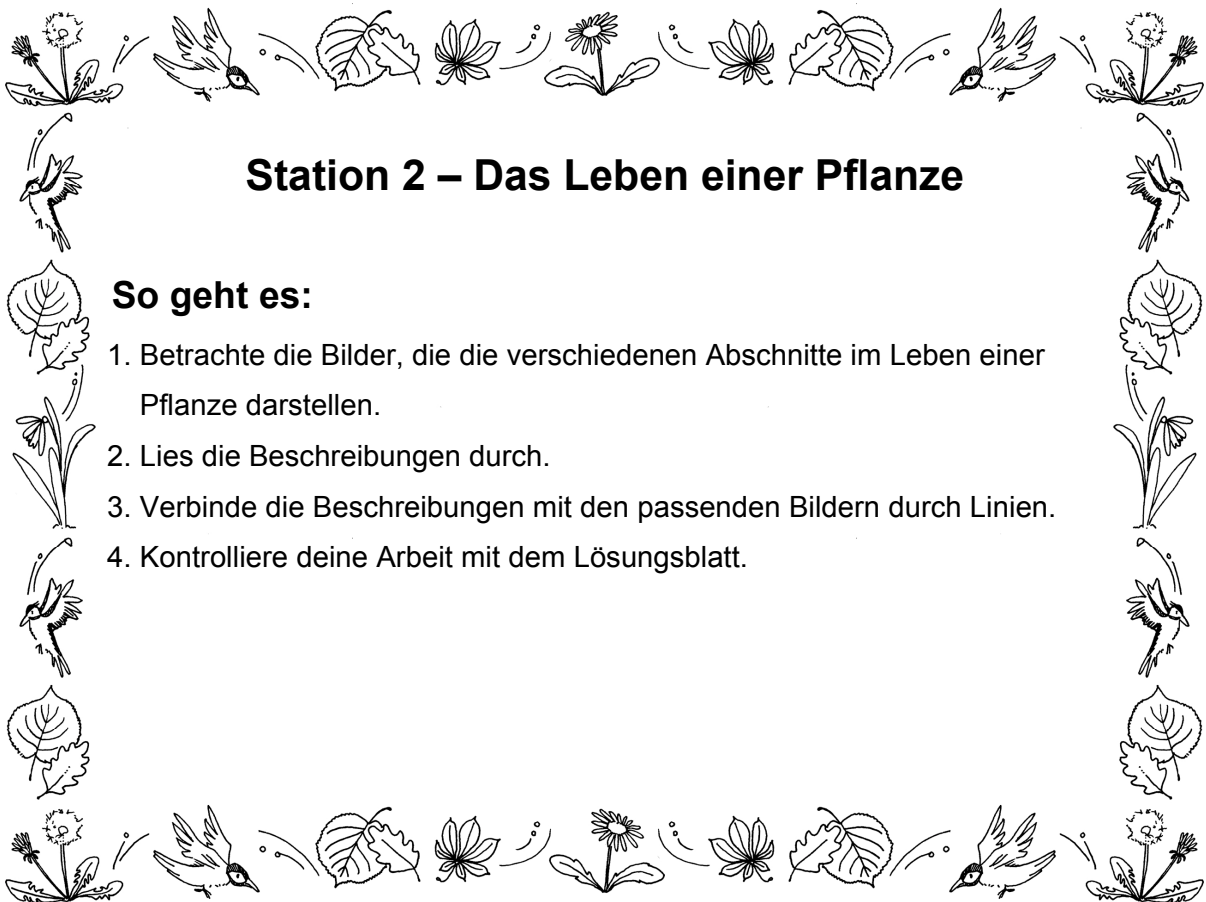 Station 2 – Das Leben einer Pflanze
So geht es:
1. Betrachte die Bilder, die die verschiedenen Abschnitte im Leben einer
Pflanze darstellen.
2. Lies die Beschreibungen durch.
3. Verbinde die Beschreibungen mit den passenden Bildern durch Linien.
4. Kontrolliere deine Arbeit mit dem Lösungsblatt.